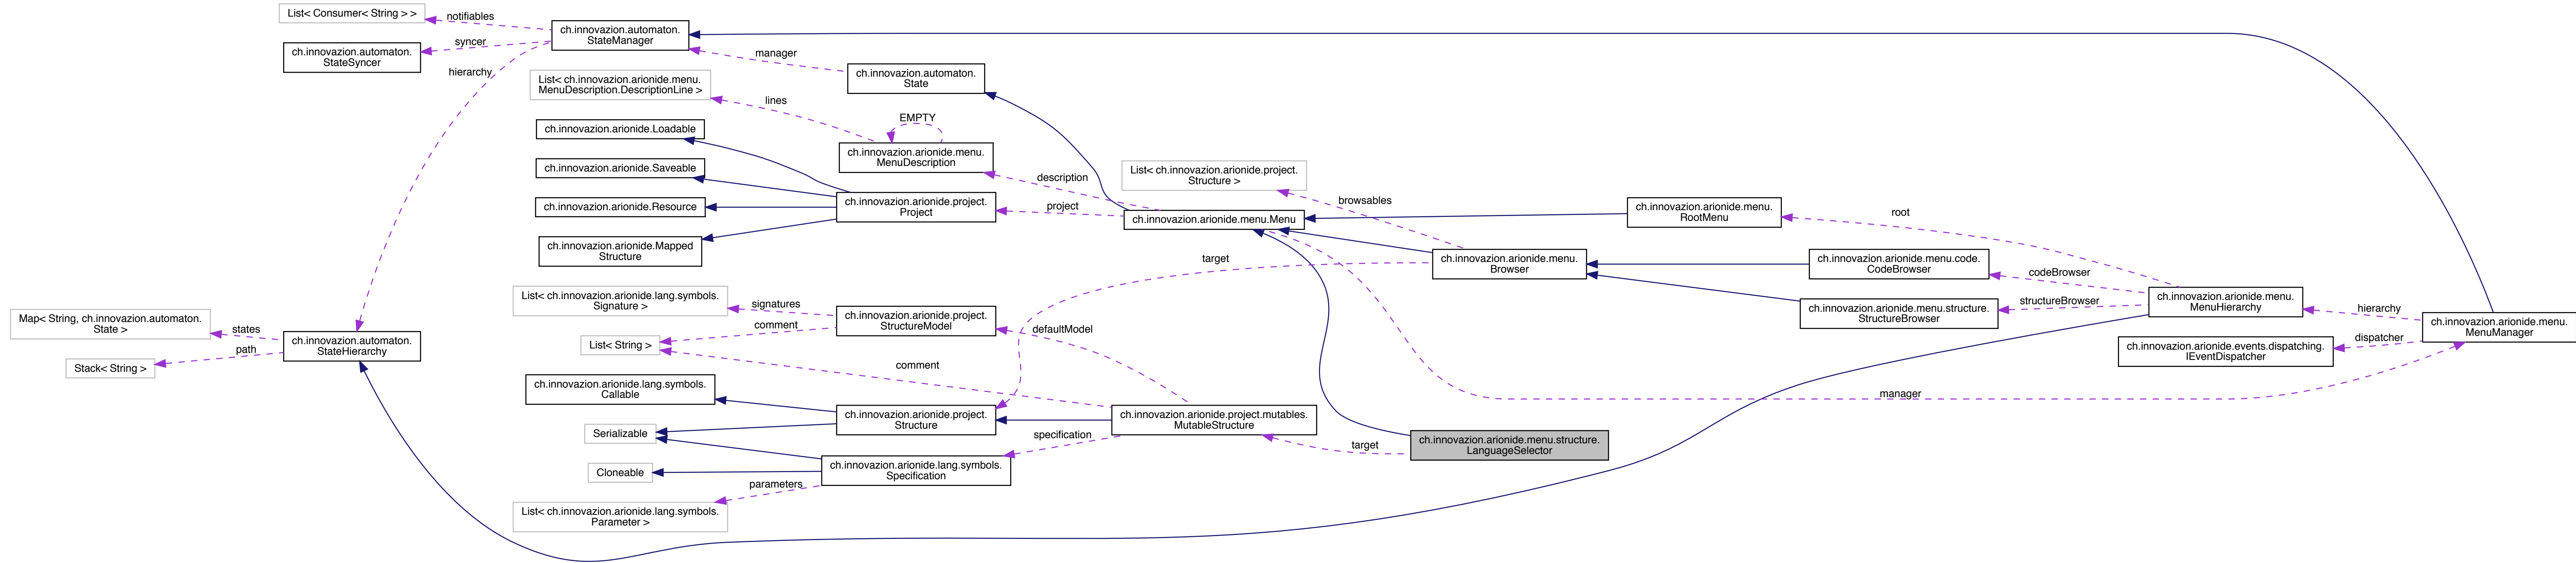 List< Consumer< String > >
notifiables
ch.innovazion.automaton.
StateManager
syncer
ch.innovazion.automaton.
StateSyncer
hierarchy
manager
ch.innovazion.automaton.
State
List< ch.innovazion.arionide.menu.
MenuDescription.DescriptionLine >
lines
EMPTY
ch.innovazion.arionide.Loadable
ch.innovazion.arionide.menu.
MenuDescription
ch.innovazion.arionide.Saveable
description
List< ch.innovazion.arionide.project.
Structure >
browsables
ch.innovazion.arionide.Resource
ch.innovazion.arionide.project.
Project
project
ch.innovazion.arionide.menu.Menu
ch.innovazion.arionide.menu.
RootMenu
root
ch.innovazion.arionide.Mapped
Structure
target
ch.innovazion.arionide.menu.
Browser
ch.innovazion.arionide.menu.code.
CodeBrowser
codeBrowser
List< ch.innovazion.arionide.lang.symbols.
Signature >
signatures
comment
ch.innovazion.arionide.project.
StructureModel
defaultModel
ch.innovazion.arionide.menu.structure.
StructureBrowser
structureBrowser
ch.innovazion.arionide.menu.
MenuHierarchy
hierarchy
ch.innovazion.arionide.menu.
MenuManager
dispatcher
ch.innovazion.arionide.events.dispatching.
IEventDispatcher
Map< String, ch.innovazion.automaton.
State >
states
path
Stack< String >
ch.innovazion.automaton.
StateHierarchy
List< String >
comment
manager
ch.innovazion.arionide.lang.symbols.
Callable
ch.innovazion.arionide.project.
Structure
ch.innovazion.arionide.project.mutables.
MutableStructure
Serializable
specification
target
ch.innovazion.arionide.menu.structure.
LanguageSelector
Cloneable
ch.innovazion.arionide.lang.symbols.
Specification
parameters
List< ch.innovazion.arionide.lang.symbols.
Parameter >